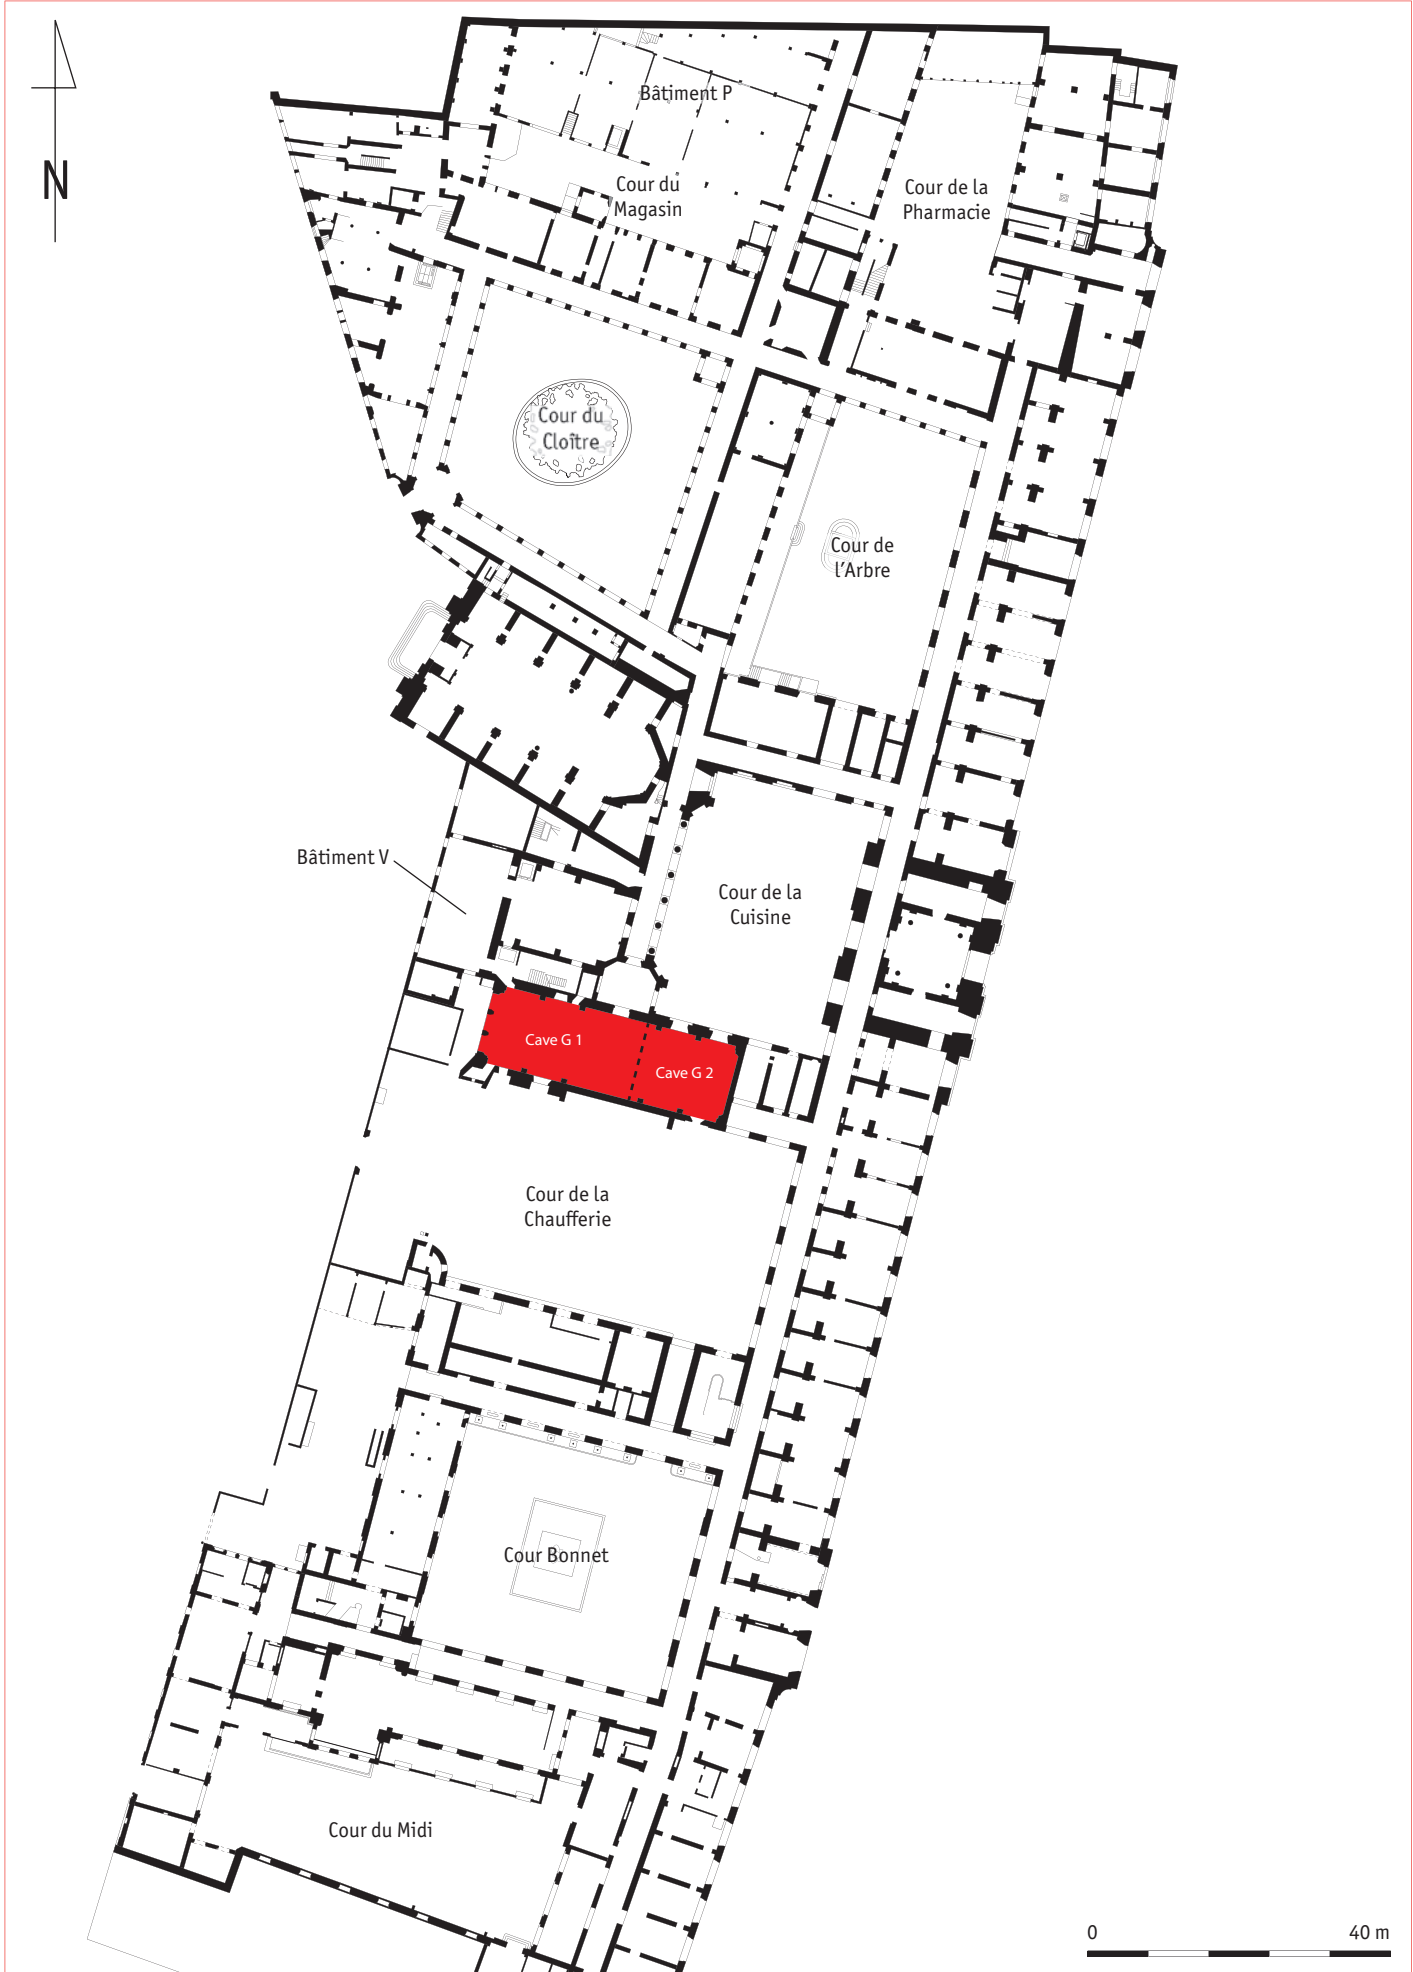 N
Bâtiment P
Cour du
Magasin
Cour de la
Pharmacie
Cour du
Cloître
Cour de
l'Arbre
Bâtiment V
Cour de la
Cuisine
Cave G 1
Cave G 2
Cour de la
Chaufferie
Cour Bonnet
Cour du Midi
0
40 m